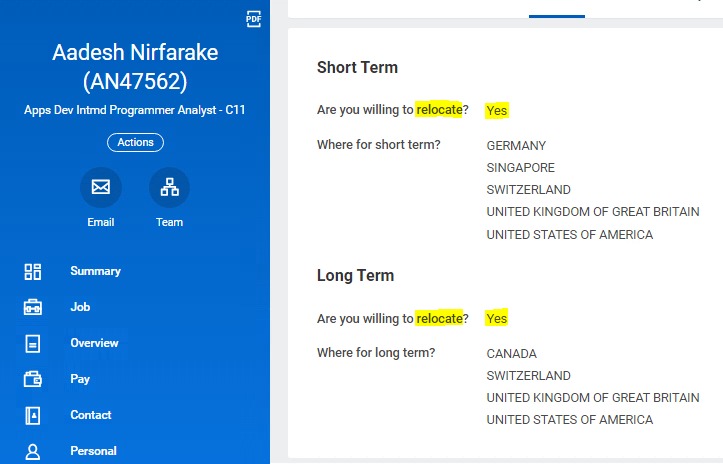 PDF
Aadesh Nirfarake
(AN47562)
Apps Dev Intmd Programmer Analyst - C11
Actions
Email
Team
Summary
Job
Overview
Pay
Contact
Personal
Short Term
Are you willing to relocate? Yes
Where for short term? GERMANY
SINGAPORE
SWITZERLAND
UNITED KINGDOM OF GREAT BRITAIN
UNITED STATES OF AMERICA
Long Term
Are you willing to relocate? Yes
Where for long term? CANADA
SWITZERLAND
UNITED KINGDOM OF GREAT BRITAIN
UNITED STATES OF AMERICA